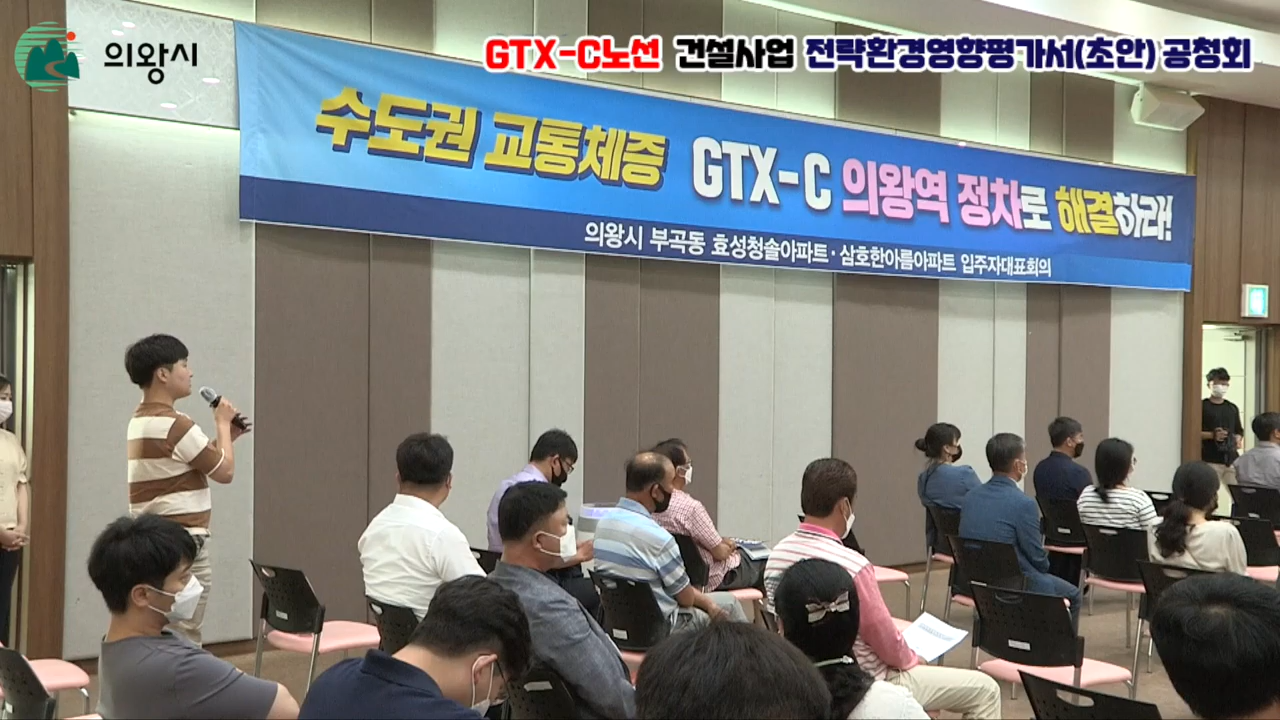 의왕시
GTX-C노선 건설사업 전략환경영향평가서(초안) 공청회
수도권 교통체증 GTX-C 의왕역 정차로 해결하라!
의왕시 부곡동 효성청솔아파트·삼호한아름아파트 입주자대표회의